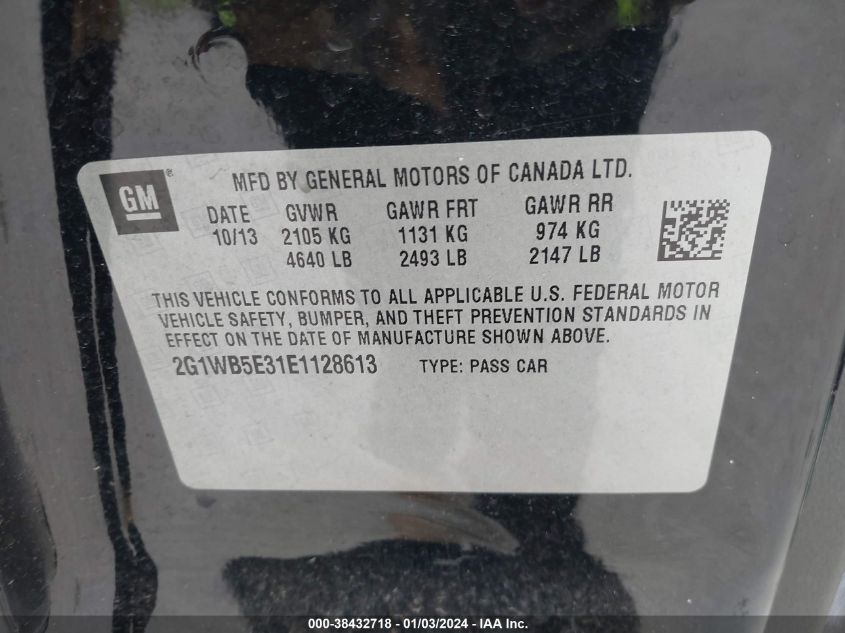 GM®
MFD BY GENERAL MOTORS OF CANADA LTD.
DATE GVWR GAWR FRT GAWR RR
10/13 2105 KG 1131 KG 974 KG
4640 LB 2493 LB 2147 LB
THIS VEHICLE CONFORMS TO ALL APPLICABLE U.S. FEDERAL MOTOR
VEHICLE SAFETY, BUMPER, AND THEFT PREVENTION STANDARDS IN
EFFECT ON THE DATE OF MANUFACTURE SHOWN ABOVE.
2G1WB5E31E1128613 TYPE: PASS CAR
000-38432718 - 01/03/2024 - IAA Inc.